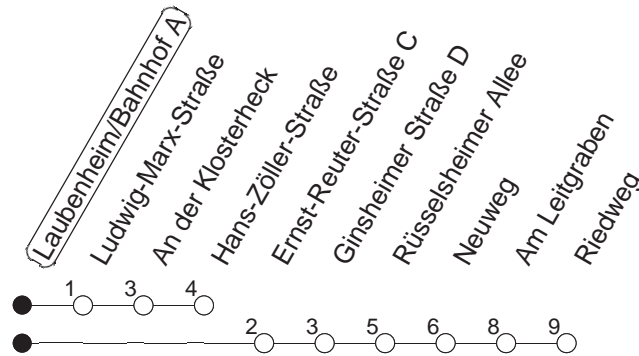 Laubenheim/Bahnhof A
Ludwig-Marx-Straße
An der Klosterheck
Hans-Zöller-Straße
Ernst-Reuter-Straße C
Ginsheimer Straße D
Rüsselsheimer Allee
Neuweg
Am Leitgraben
Riedweg
1 3 4
2 3 5 6 8 9